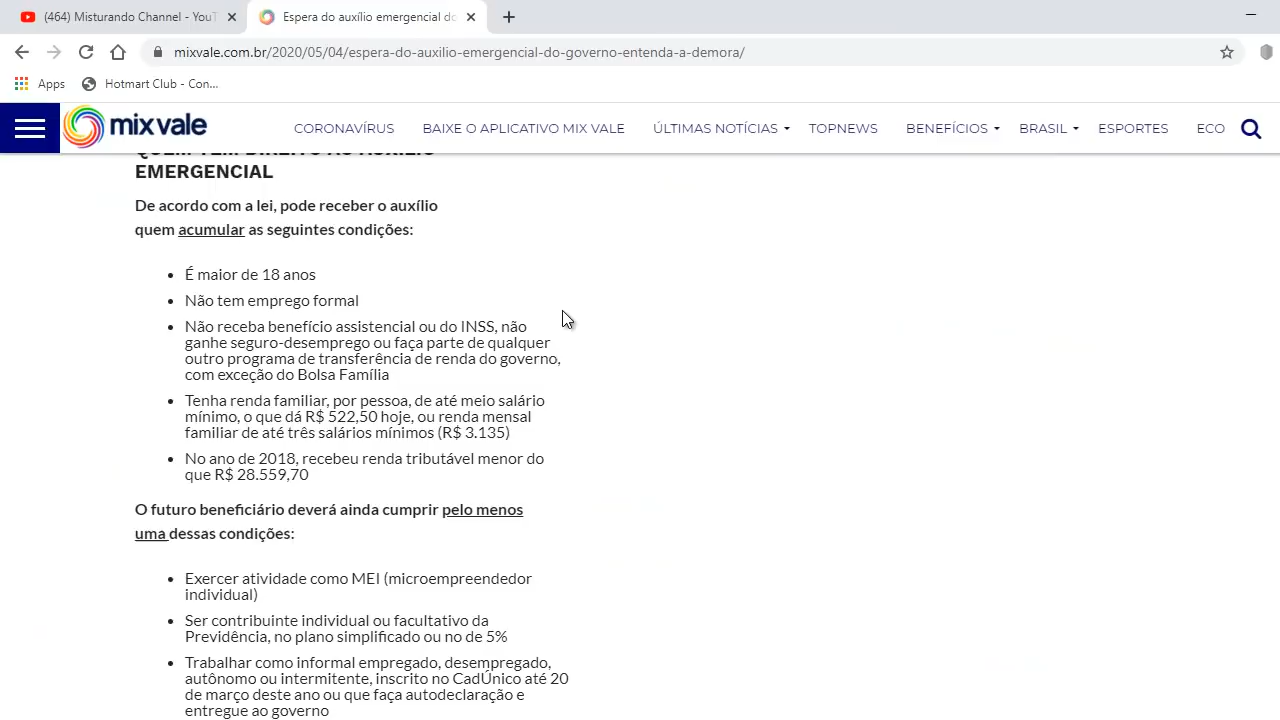 (464) Misturando Channel - YouT
Espera do auxílio emergencial do
mixvale.com.br/2020/05/04/espera-do-auxilio-emergencial-do-governo-entenda-a-demora/
Apps
Hotmart Club - Con...
mix vale
CORONAVÍRUS
BAIXE O APLICATIVO MIX VALE
ÚLTIMAS NOTÍCIAS
TOPNEWS
BENEFÍCIOS
BRASIL
ESPORTES
ECO
QUEM TEM DIREITO AO AUXÍLIO
EMERGENCIAL
De acordo com a lei, pode receber o auxílio
quem acumular as seguintes condições:
É maior de 18 anos
Não tem emprego formal
Não receba benefício assistencial ou do INSS, não
ganhe seguro-desemprego ou faça parte de qualquer
outro programa de transferência de renda do governo,
com exceção do Bolsa Família
Tenha renda familiar, por pessoa, de até meio salário
mínimo, o que dá R$ 522,50 hoje, ou renda mensal
familiar de até três salários mínimos (R$ 3.135)
No ano de 2018, recebeu renda tributável menor do
que R$ 28.559,70
O futuro beneficiário deverá ainda cumprir pelo menos
uma dessas condições:
Exercer atividade como MEI (microempreendedor
individual)
Ser contribuinte individual ou facultativo da
Previdência, no plano simplificado ou no de 5%
Trabalhar como informal empregado, desempregado,
autônomo ou intermitente, inscrito no CadÚnico até 20
de março deste ano ou que faça autodeclaração e
entregue ao governo